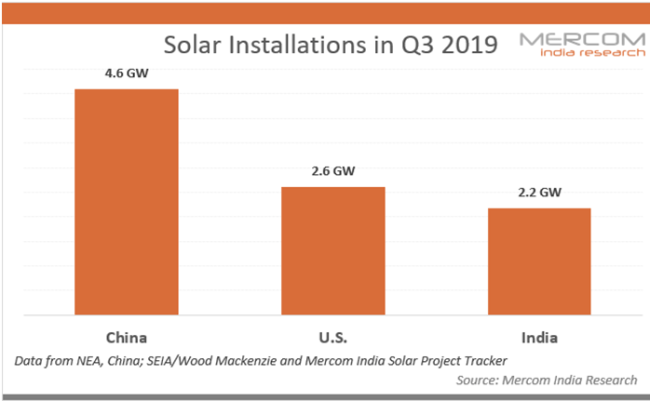 Solar Installations in Q3 2019
MERCOM
india research
4.6 GW
2.6 GW
2.2 GW
China
U.S.
India
Data from NEA, China; SEIA/Wood Mackenzie and Mercom India Solar Project Tracker
Source: Mercom India Research